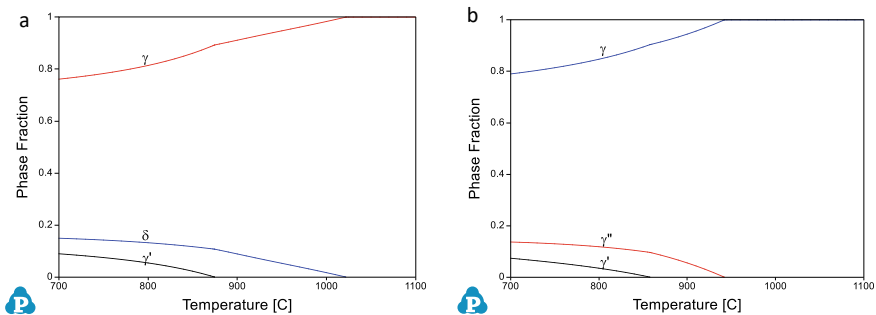 a
1
0.8
0.6
0.4
0.2
0
Phase Fraction
γ
δ
γ'
700 800 900 1000 1100
Temperature [C]
P
b
1
0.8
0.6
0.4
0.2
0
Phase Fraction
γ
γ"
γ'
700 800 900 1000 1100
Temperature [C]
P